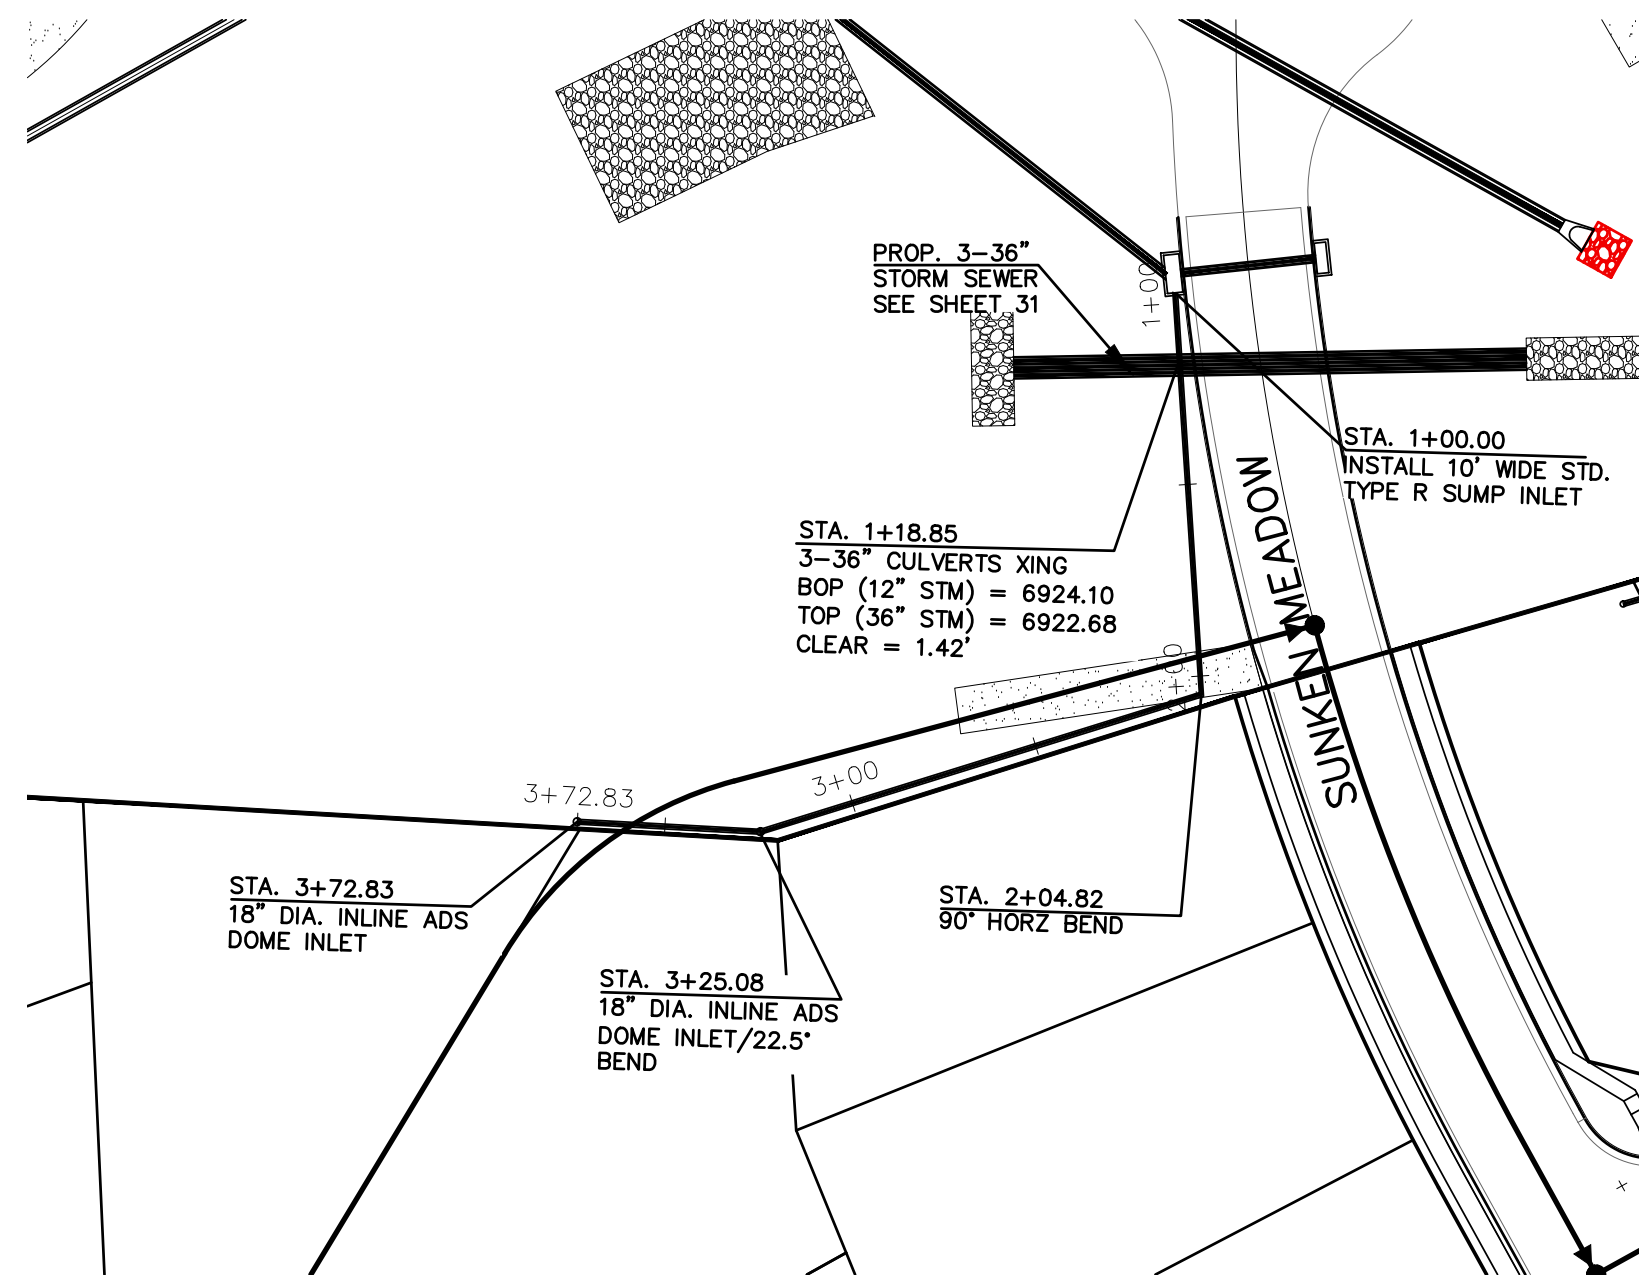 PROP. 3-36"
STORM SEWER
SEE SHEET 31
1+00
STA. 1+00.00
INSTALL 10' WIDE STD.
TYPE R SUMP INLET
STA. 1+18.85
3-36" CULVERTS XING
BOP (12" STM) = 6924.10
TOP (36" STM) = 6922.68
CLEAR = 1.42'
SUNKEN MEADOW
3+00
3+72.83
STA. 3+72.83
18" DIA. INLINE ADS
DOME INLET
STA. 2+04.82
90° HORZ BEND
STA. 3+25.08
18" DIA. INLINE ADS
DOME INLET/22.5°
BEND